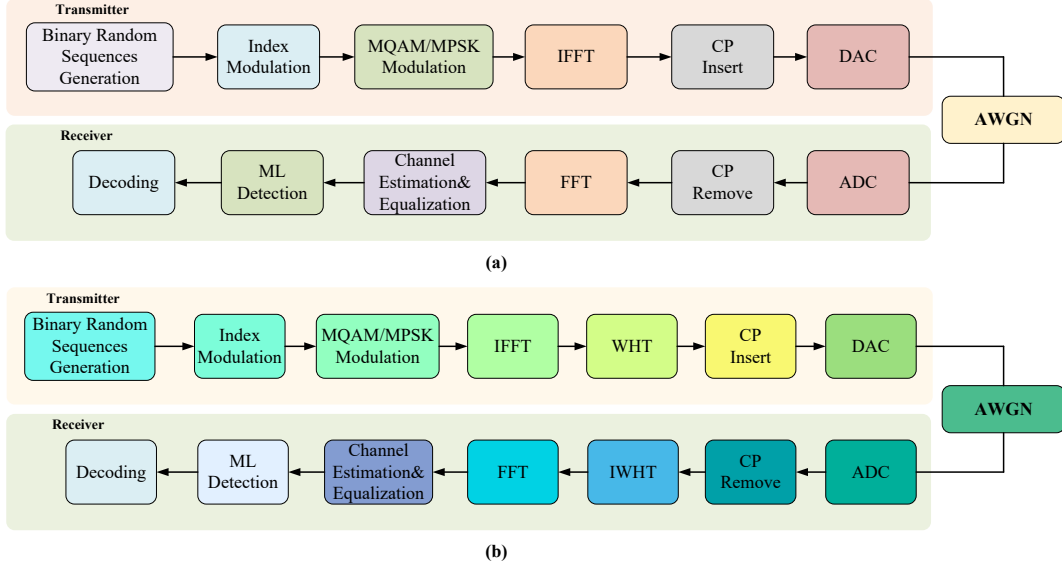 Transmitter
Binary Random
Sequences
Generation
Index
Modulation
MQAM/MPSK
Modulation
IFFT
CP
Insert
DAC
AWGN
Receiver
Decoding
ML
Detection
Channel
Estimation&
Equalization
FFT
CP
Remove
ADC
(a)
Transmitter
Binary Random
Sequences
Generation
Index
Modulation
MQAM/MPSK
Modulation
IFFT
WHT
CP
Insert
DAC
AWGN
Receiver
Decoding
ML
Detection
Channel
Estimation&
Equalization
FFT
IWHT
CP
Remove
ADC
(b)